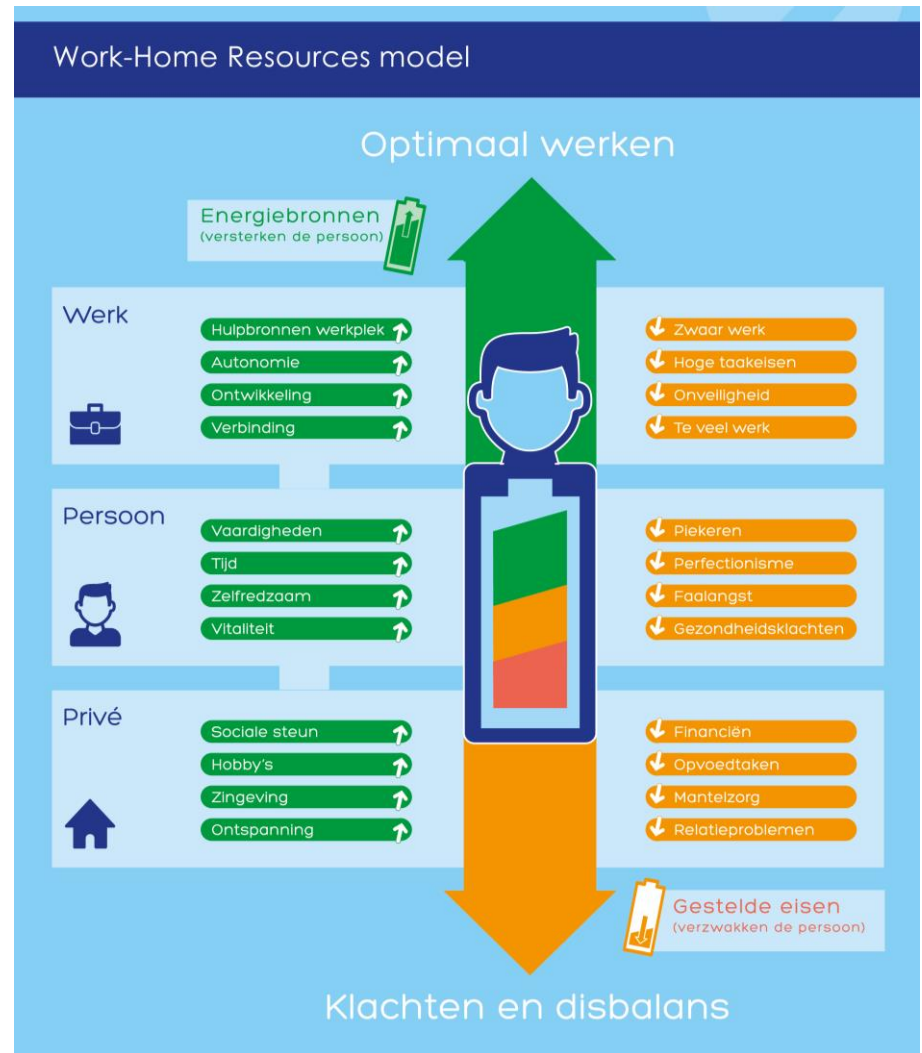 Work-Home Resources model
Optimaal werken
Energiebronnen
(versterken de persoon)
Werk
Hulpbronnen werkplek
Autonomie
Ontwikkeling
Verbinding
Zwaar werk
Hoge taakeisen
Onveiligheid
Te veel werk
Persoon
Vaardigheden
Tijd
Zelfredzaam
Vitaliteit
Piekeren
Perfectionisme
Faalangst
Gezondheidsklachten
Privé
Sociale steun
Hobby's
Zingeving
Ontspanning
Financiën
Opvoedtaken
Mantelzorg
Relatieproblemen
Gestelde eisen
(verzwakken de persoon)
Klachten en disbalans